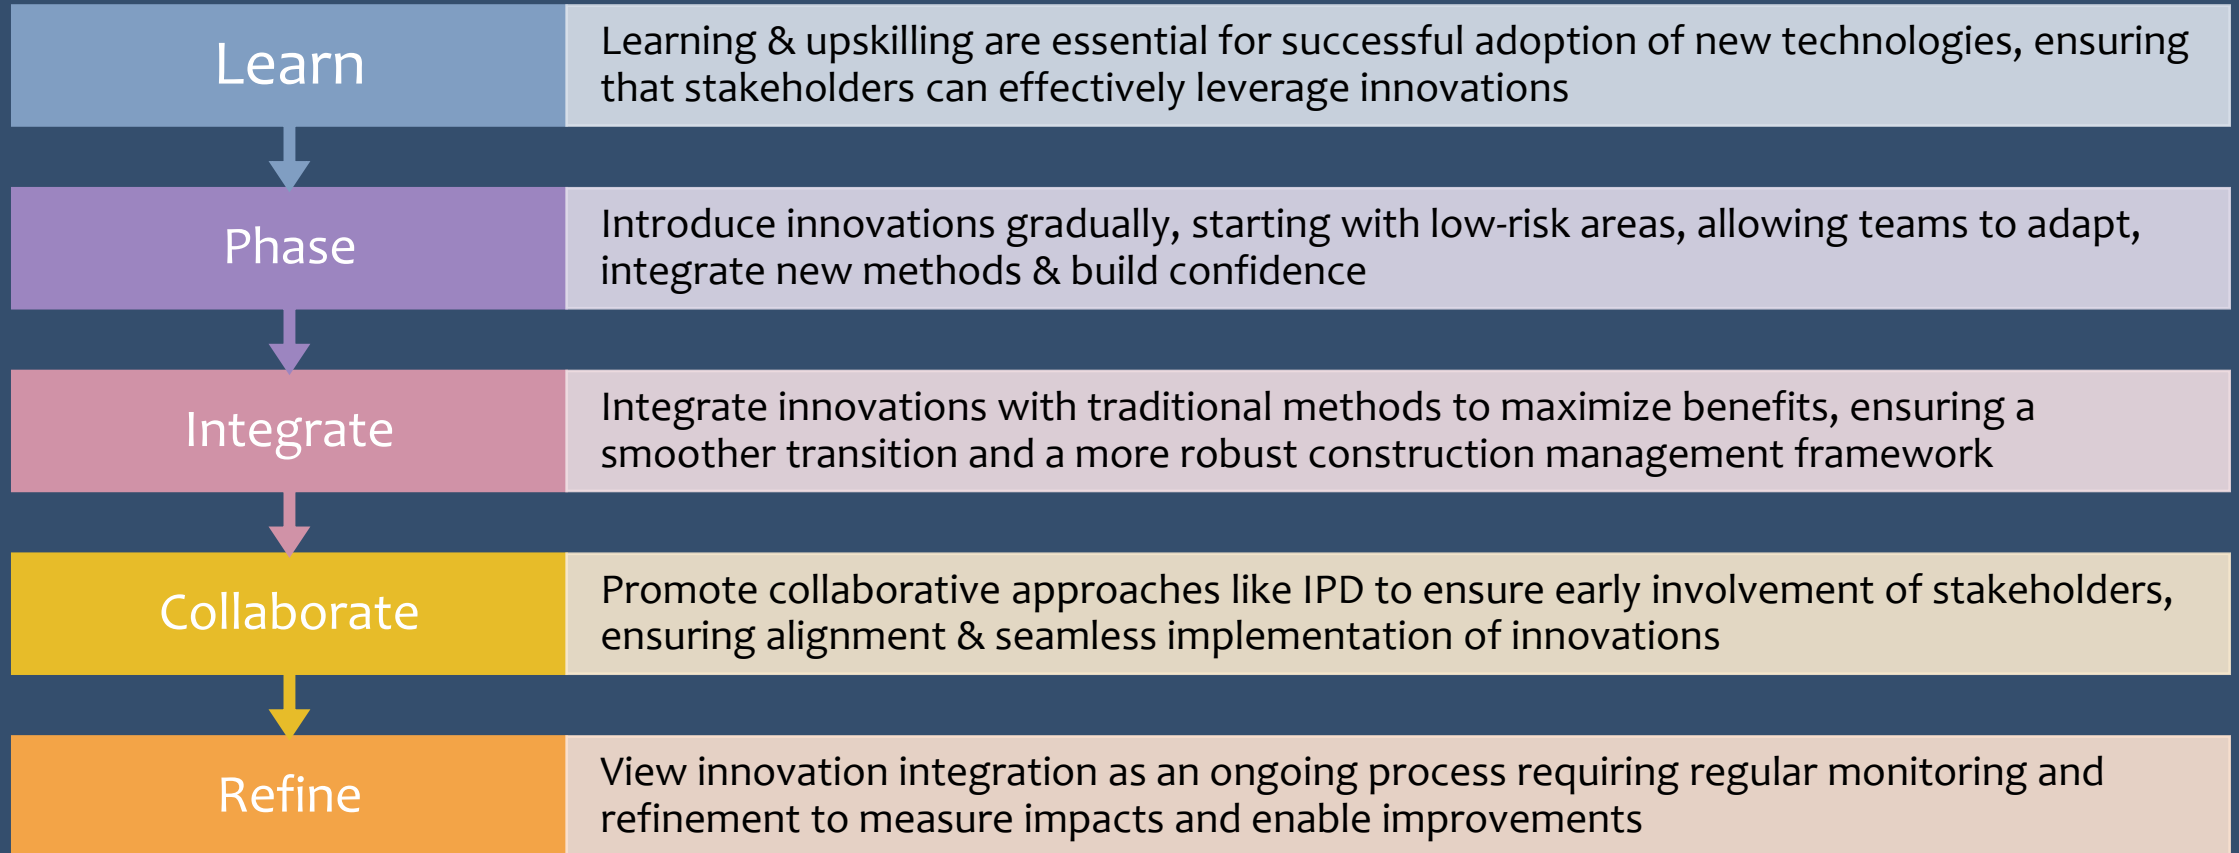 Learn
Learning & upskilling are essential for successful adoption of new technologies, ensuring
that stakeholders can effectively leverage innovations
Phase
Introduce innovations gradually, starting with low-risk areas, allowing teams to adapt,
integrate new methods & build confidence
Integrate
Integrate innovations with traditional methods to maximize benefits, ensuring a
smoother transition and a more robust construction management framework
Collaborate
Promote collaborative approaches like IPD to ensure early involvement of stakeholders,
ensuring alignment & seamless implementation of innovations
Refine
View innovation integration as an ongoing process requiring regular monitoring and
refinement to measure impacts and enable improvements